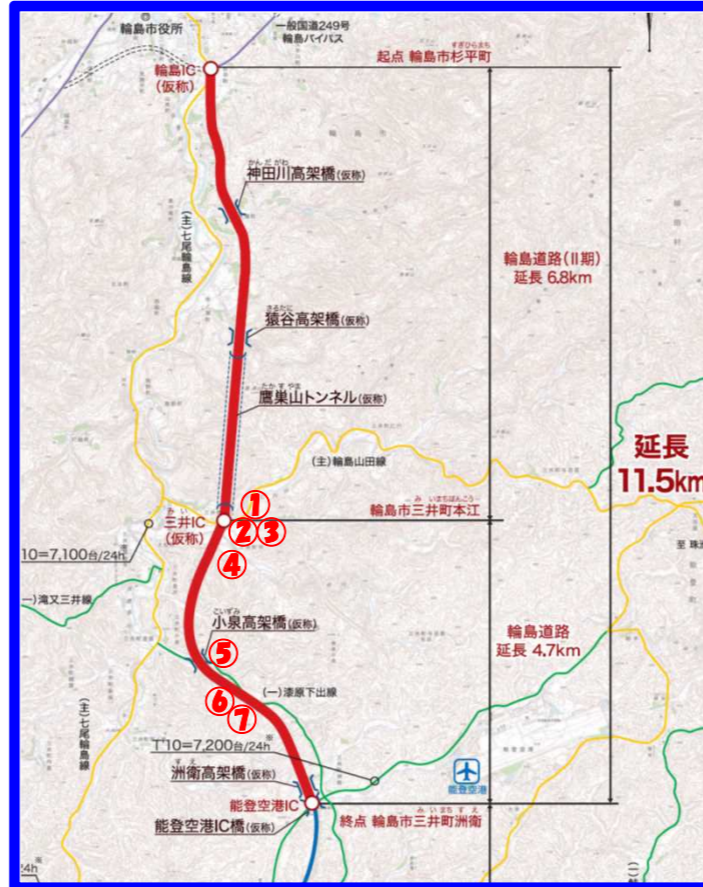 輪島市役所
一般国道249号
輪島バイパス
すぎひらまち
起点 輪島市杉平町
輪島IC
(仮称)
かんだがわ
神田川高架橋(仮称)
(主)七尾輪島線
輪島道路(II期)
延長 6.8km
さるたに
猿谷高架橋(仮称)
たかすやま
鷹巣山トンネル(仮称)
(主)輪島山田線
延長
11.5km
①
み い まちほんごう
輪島市三井町本江
み い
三井IC
(仮称)
②③
④
10=7,100台/24h
至 珠洲
一)滝又三井線
こいずみ
小泉高架橋(仮称)
輪島道路
延長 4.7km
⑤
(一)漆原下出線
⑥
⑦
(主)七尾輪島線
T10=7,200台/24h
す え
洲衛高架橋(仮称)
能登空港
能登空港IC
み い まち す え
終点 輪島市三井町洲衛
能登空港IC橋(仮称)
24h